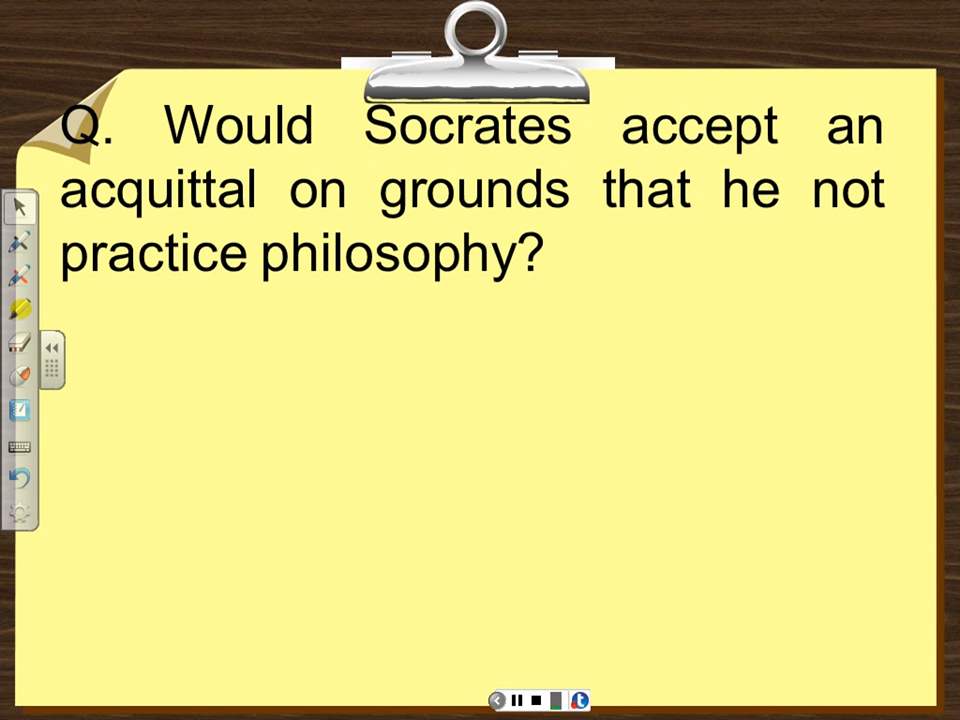 Q. Would Socrates accept an
acquittal on grounds that he not
practice philosophy?